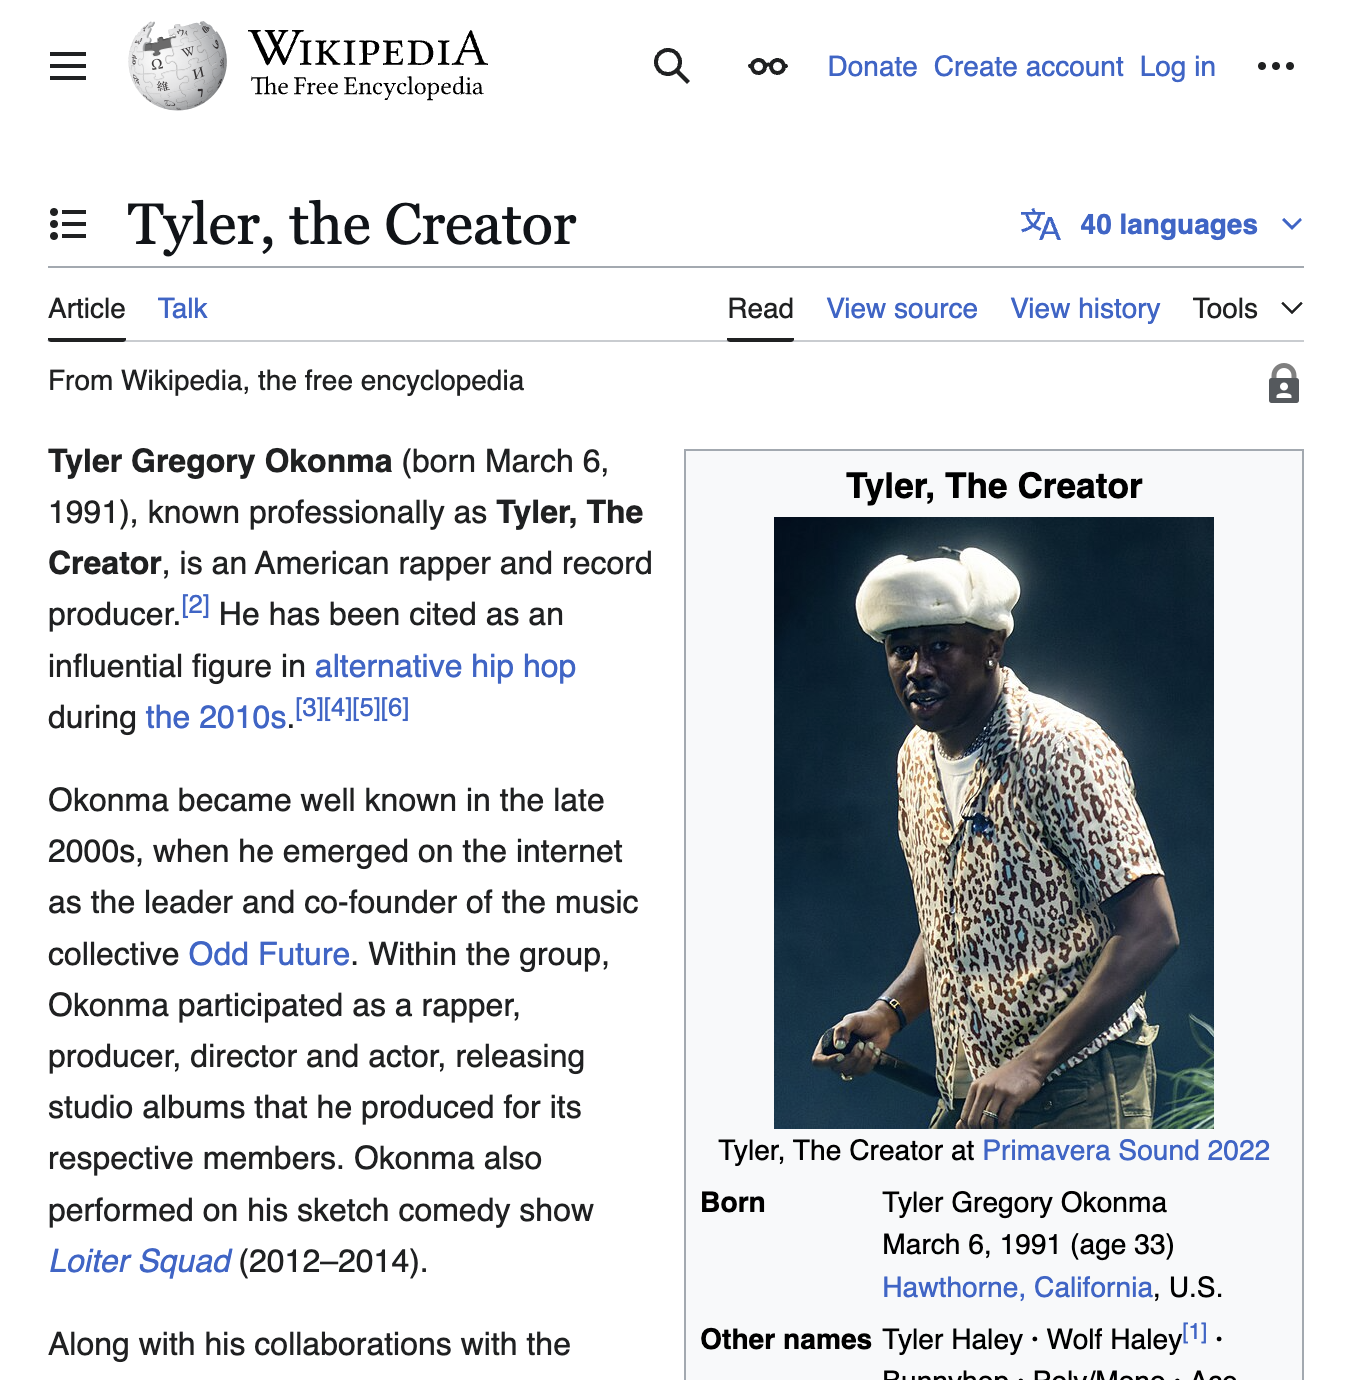 WIKIPEDIA
The Free Encyclopedia
Donate Create account Log in
Tyler, the Creator
40 languages
Article Talk Read View source View history Tools
From Wikipedia, the free encyclopedia
Tyler Gregory Okonma (born March 6,
1991), known professionally as Tyler, The
Creator, is an American rapper and record
producer.[2] He has been cited as an
influential figure in alternative hip hop
during the 2010s.[3][4][5][6]
Okonma became well known in the late
2000s, when he emerged on the internet
as the leader and co-founder of the music
collective Odd Future. Within the group,
Okonma participated as a rapper,
producer, director and actor, releasing
studio albums that he produced for its
respective members. Okonma also
performed on his sketch comedy show
Loiter Squad (2012–2014).
Along with his collaborations with the
Tyler, The Creator
Tyler, The Creator at Primavera Sound 2022
Born Tyler Gregory Okonma
March 6, 1991 (age 33)
Hawthorne, California, U.S.
Other names Tyler Haley · Wolf Haley[1] ·